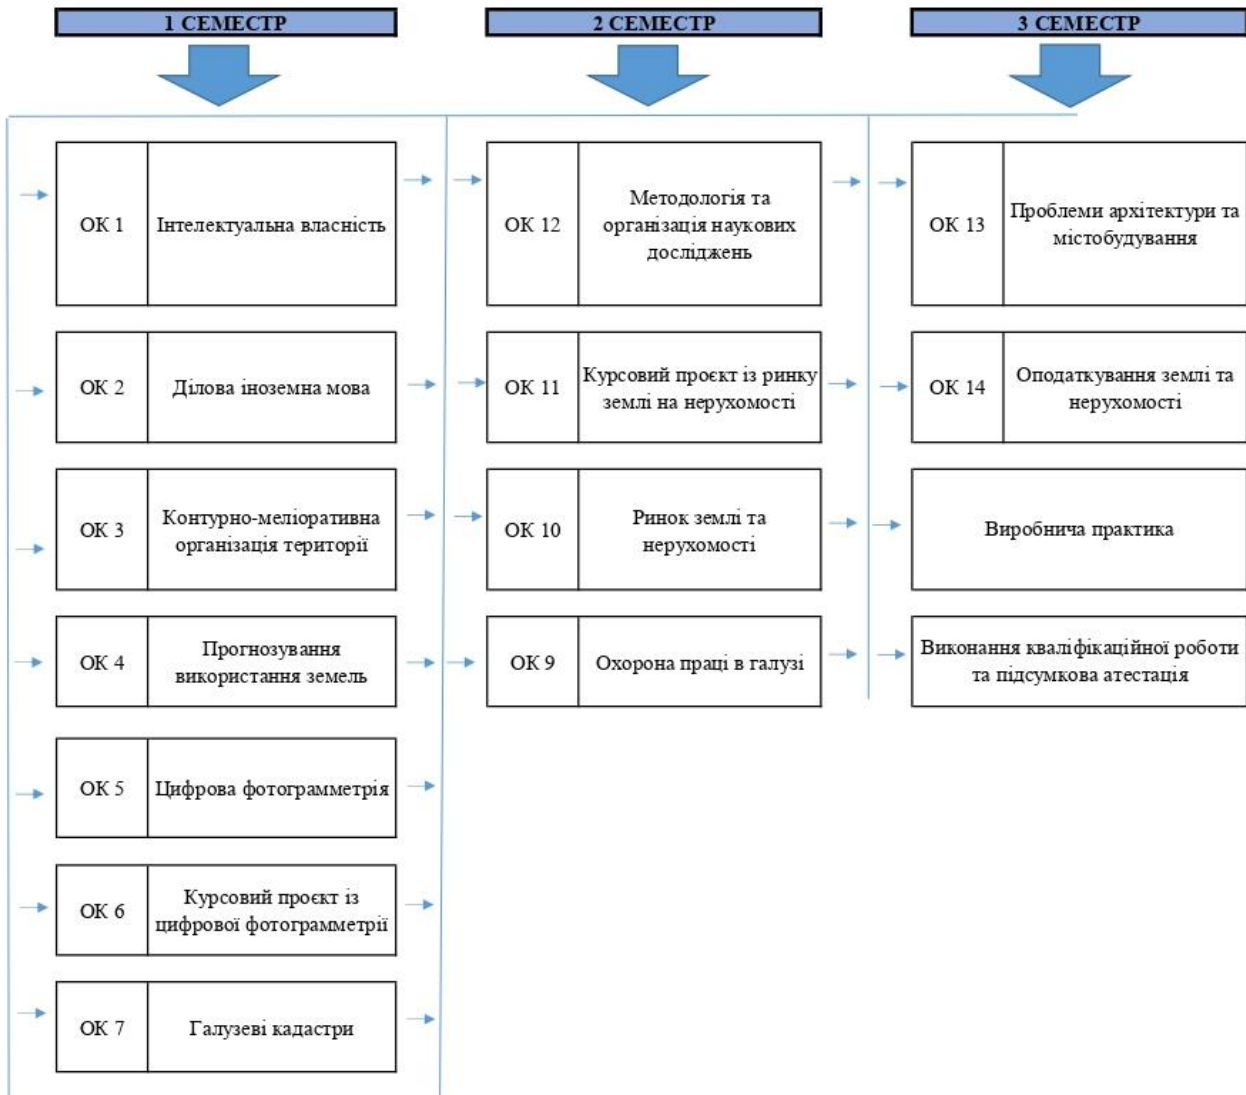 1 СЕМЕСТР
2 СЕМЕСТР
3 СЕМЕСТР
ОК 1
Інтелектуальна власність
ОК 12
Методологія та
організація наукових
досліджень
ОК 13
Проблеми архітектури та
містобудування
ОК 2
Ділова іноземна мова
ОК 11
Курсовий проєкт із ринку
землі на нерухомості
ОК 14
Оподаткування землі та
нерухомості
ОК 3
Контурно-меліоративна
організація території
ОК 10
Ринок землі та
нерухомості
Виробнича практика
ОК 4
Прогнозування
використання земель
ОК 9
Охорона праці в галузі
Виконання кваліфікаційної роботи
та підсумкова атестація
ОК 5
Цифрова фотограмметрія
ОК 6
Курсовий проєкт із
цифрової фотограмметрії
ОК 7
Галузеві кадастри